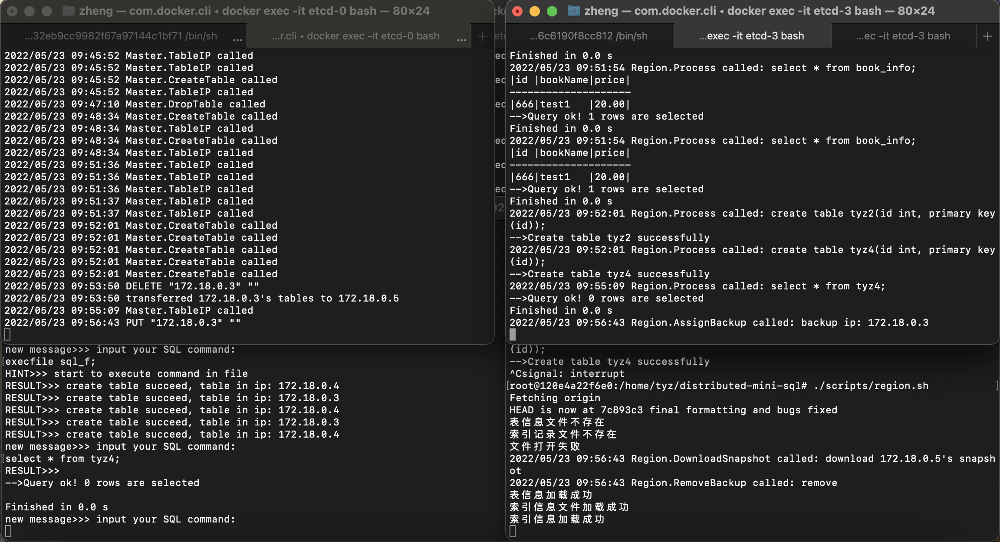 zheng — com.docker.cli ◂ docker exec -it etcd-0 bash — 80×24
...32eb9cc9982f67a97144c1bf71 /bin/sh ...
...r.cli ◂ docker exec -it etcd-0 bash ...
+
2022/05/23 09:45:52 Master.TableIP called
2022/05/23 09:45:52 Master.TableIP called
2022/05/23 09:45:52 Master.CreateTable called
2022/05/23 09:45:52 Master.TableIP called
2022/05/23 09:47:10 Master.DropTable called
2022/05/23 09:48:34 Master.CreateTable called
2022/05/23 09:48:34 Master.TableIP called
2022/05/23 09:48:34 Master.CreateTable called
2022/05/23 09:48:34 Master.TableIP called
2022/05/23 09:51:36 Master.TableIP called
2022/05/23 09:51:36 Master.TableIP called
2022/05/23 09:51:36 Master.TableIP called
2022/05/23 09:51:37 Master.TableIP called
2022/05/23 09:51:37 Master.TableIP called
2022/05/23 09:52:01 Master.CreateTable called
2022/05/23 09:52:01 Master.CreateTable called
2022/05/23 09:52:01 Master.CreateTable called
2022/05/23 09:52:01 Master.CreateTable called
2022/05/23 09:52:01 Master.CreateTable called
2022/05/23 09:53:50 DELETE "172.18.0.3" ""
2022/05/23 09:53:50 transferred 172.18.0.3's tables to 172.18.0.5
2022/05/23 09:55:09 Master.TableIP called
2022/05/23 09:56:43 PUT "172.18.0.3" ""
zheng — com.docker.cli ◂ docker exec -it etcd-3 bash — 80×24
...6c6190f8cc812 /bin/sh
...exec -it etcd-3 bash
...ec -it etcd-3 bash
+
Finished in 0.0 s
2022/05/23 09:51:54 Region.Process called: select * from book_info;
|id |bookName|price|
--------------------
|666|test1   |20.00|
-->Query ok! 1 rows are selected
Finished in 0.0 s
2022/05/23 09:51:54 Region.Process called: select * from book_info;
|id |bookName|price|
--------------------
|666|test1   |20.00|
-->Query ok! 1 rows are selected
Finished in 0.0 s
2022/05/23 09:52:01 Region.Process called: create table tyz2(id int, primary key
(id));
-->Create table tyz2 successfully
2022/05/23 09:52:01 Region.Process called: create table tyz4(id int, primary key
(id));
-->Create table tyz4 successfully
2022/05/23 09:55:09 Region.Process called: select * from tyz4;
-->Query ok! 0 rows are selected
Finished in 0.0 s
2022/05/23 09:56:43 Region.AssignBackup called: backup ip: 172.18.0.3
new message>>> input your SQL command:
[execfile sql_f;
HINT>>> start to execute command in file
RESULT>>> create table succeed, table in ip: 172.18.0.4
RESULT>>> create table succeed, table in ip: 172.18.0.3
RESULT>>> create table succeed, table in ip: 172.18.0.4
RESULT>>> create table succeed, table in ip: 172.18.0.3
RESULT>>> create table succeed, table in ip: 172.18.0.4
new message>>> input your SQL command:
[select * from tyz4;
RESULT>>>
-->Query ok! 0 rows are selected
Finished in 0.0 s
new message>>> input your SQL command:
(id));
-->Create table tyz4 successfully
^Csignal: interrupt
[root@120e4a22f6e0:/home/tyz/distributed-mini-sql# ./scripts/region.sh ]
Fetching origin
HEAD is now at 7c893c3 final formatting and bugs fixed
表信息文件不存在
索引记录文件不存在
文件打开失败
2022/05/23 09:56:43 Region.DownloadSnapshot called: download 172.18.0.5's snapsh
ot
2022/05/23 09:56:43 Region.RemoveBackup called: remove
表信息加载成功
索引信息文件加载成功
索引信息加载成功